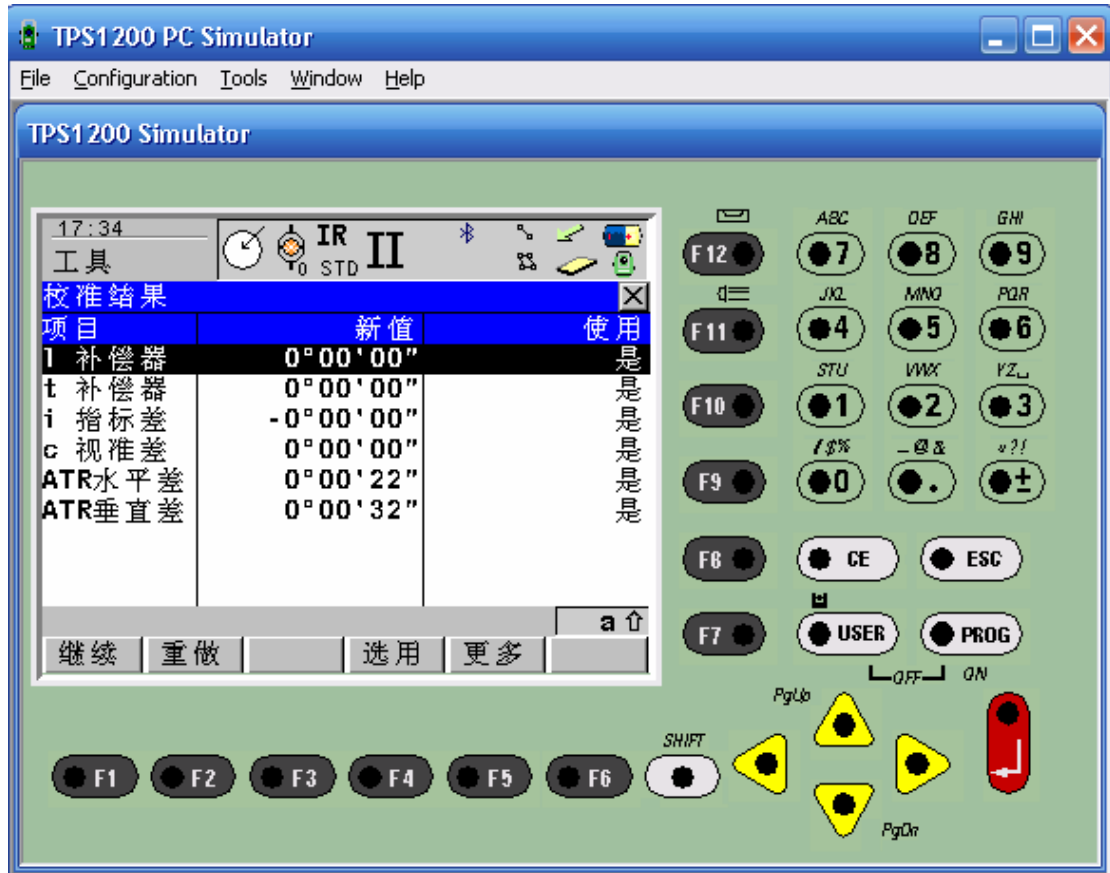 TPS1200 PC Simulator
File Configuration Tools Window Help
TPS1200 Simulator
17:34
工具
IR
STD
II
0
校准结果
项目 新值 使用
l 补偿器 0°00'00" 是
t 补偿器 0°00'00" 是
i 指标差 -0°00'00" 是
c 视准差 0°00'00" 是
ATR水平差 0°00'22" 是
ATR垂直差 0°00'32" 是
a
继续 重做 选用 更多
F12
ABC DEF GHI
7 8 9
F11
JKL MNO PQR
4 5 6
F10
STU VWX YZ␣
1 2 3
F9
/$% _@& *?!
0 . ±
F8 CE ESC
F7 USER PROG
OFF ON
PgUp
SHIFT
F1 F2 F3 F4 F5 F6
PgDn